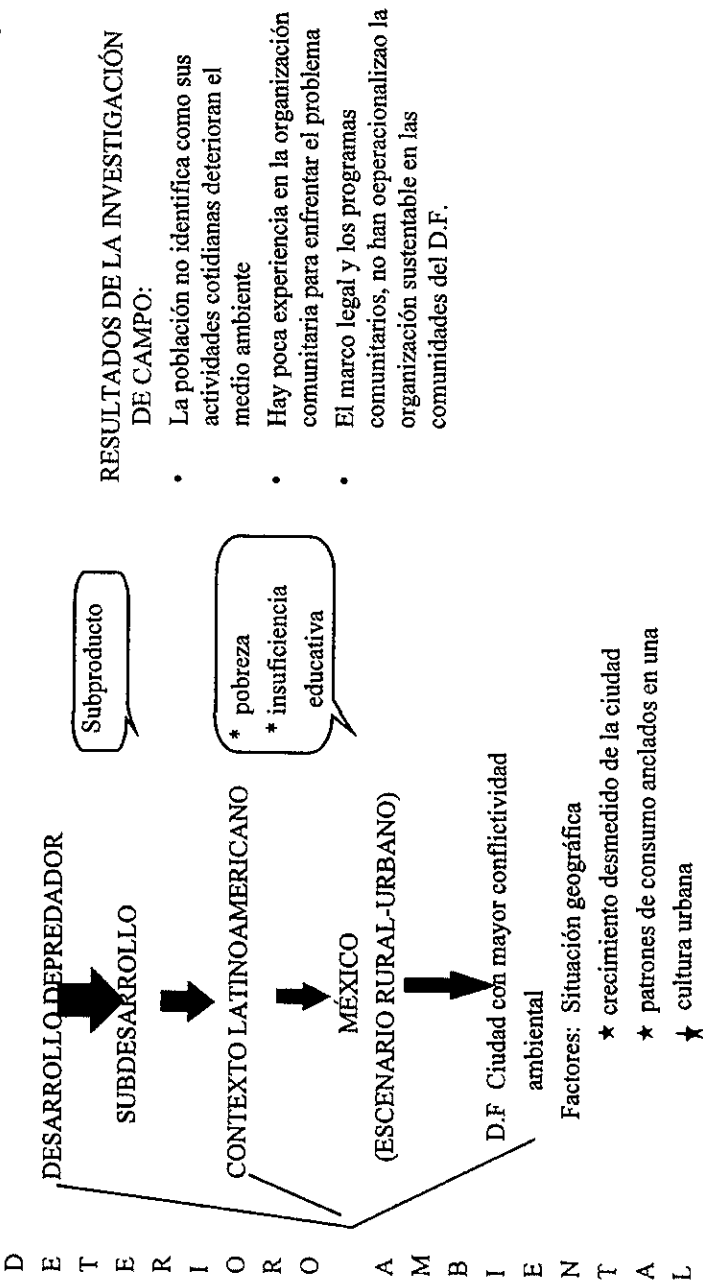 D
E
T
E
R
I
O
R
O
A
M
B
I
E
N
T
A
L
DESARROLLO DEPREDADOR
Subproducto
SUBDESARROLLO
CONTEXTO LATINOAMERICANO
* pobreza
* insuficiencia
educativa
MÉXICO
(ESCENARIO RURAL-URBANO)
D.F Ciudad con mayor conflictividad
ambiental
Factores: Situación geográfica
★ crecimiento desmedido de la ciudad
★ patrones de consumo anclados en una
★ cultura urbana
RESULTADOS DE LA INVESTIGACIÓN
DE CAMPO:
• La población no identifica como sus
actividades cotidianas deterioran el
medio ambiente
• Hay poca experiencia en la organización
comunitaria para enfrentar el problema
• El marco legal y los programas
comunitarios, no han oeperacionalizao la
organización sustentable en las
comunidades del D.F.